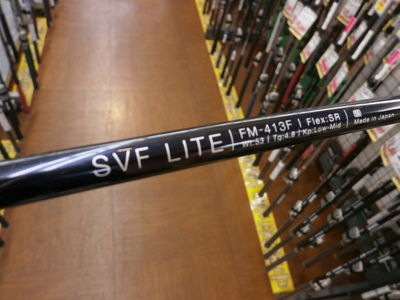 SVF LITE
FM-413F | Flex:SR |
Wt:53 | Tq:4.8 | Kp:Low-Mid
Made in Japan